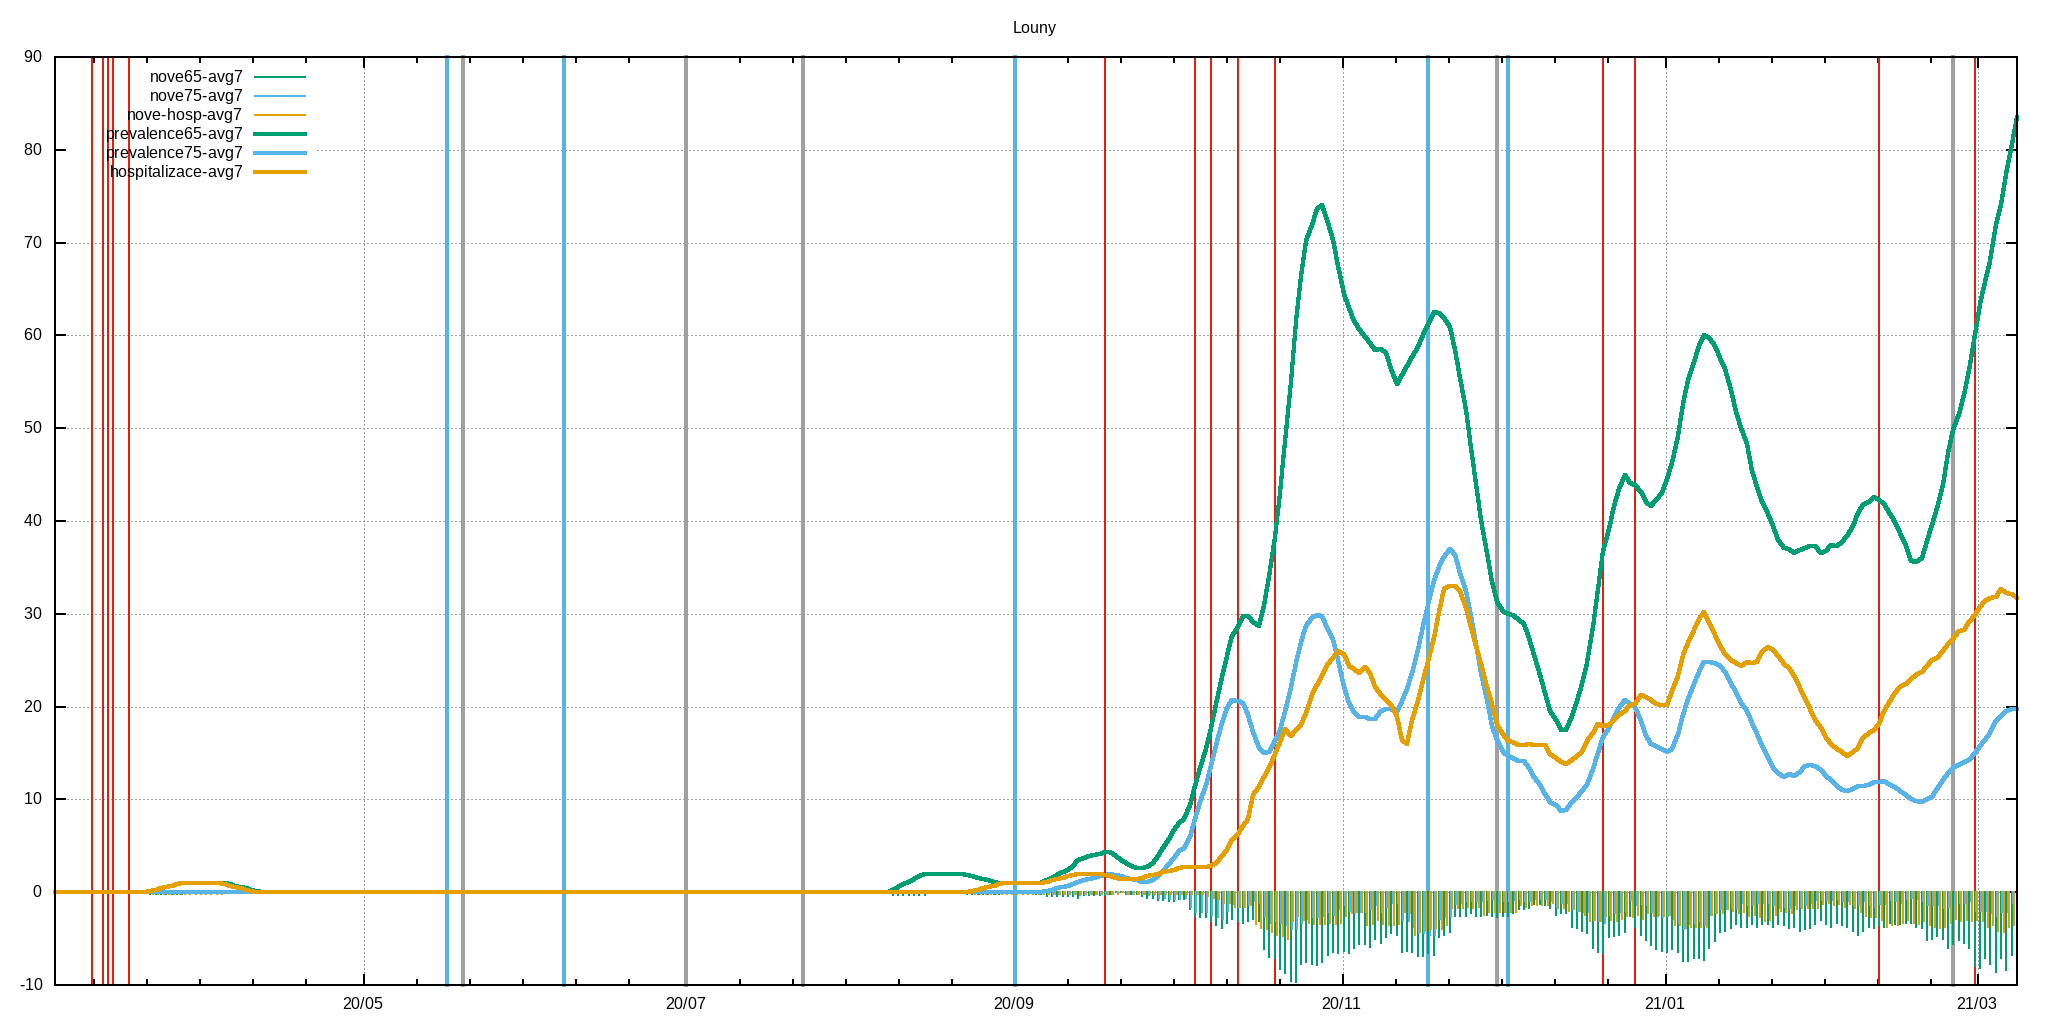 Louny
90
nove65-avg7
nove75-avg7
nove-hosp-avg7
prevalence65-avg7
80
prevalence75-avg7
hospitalizace-avg7
70
60
50
40
30
20
10
0
-10
20/05 20/07 20/09 20/11 21/01 21/03